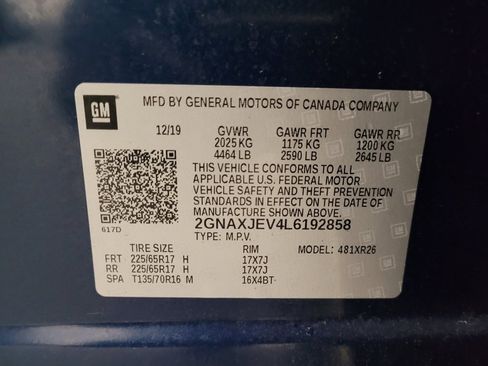 GM
MFD BY GENERAL MOTORS OF CANADA COMPANY
12/19 GVWR GAWR FRT GAWR RR
2025 KG 1175 KG 1200 KG
4464 LB 2590 LB 2645 LB
THIS VEHICLE CONFORMS TO ALL
APPLICABLE U.S. FEDERAL MOTOR
VEHICLE SAFETY AND THEFT PREVENTION
STANDARDS IN EFFECT ON THE DATE OF
MANUFACTURE SHOWN ABOVE.
2GNAXJEV4L6192858
617D
TYPE: M.P.V. MODEL: 481XR26
TIRE SIZE RIM
FRT 225/65R17 H 17X7J
RR 225/65R17 H 17X7J
SPA T135/70R16 M 16X4BT